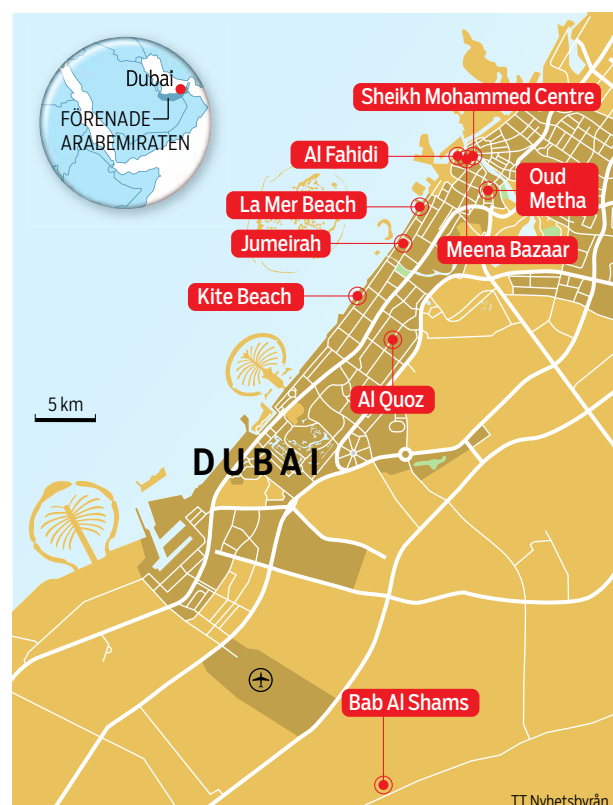 Dubai
FÖRENADE
ARABEMIRATEN
Sheikh Mohammed Centre
Al Fahidi
Oud
Metha
La Mer Beach
Jumeirah
Meena Bazaar
Kite Beach
Al Quoz
5 km
DUBAI
Bab Al Shams
TT Nyhetsbyrån